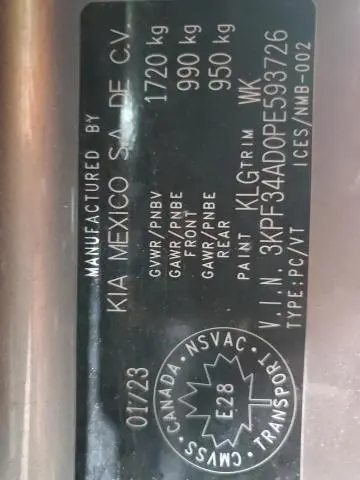 MANUFACTURED BY
KIA MEXICO S.A. DE C.V.
01/23
GVWR/PNBV 1720 kg
GAWR/PNBE FRONT 990 kg
GAWR/PNBE REAR 950 kg
PAINT KLG TRIM WK
V.I.N. 3KPF34AD0PE593726
TYPE:PC/VT ICES/NMB-002
CANADA · NSVAC · TRANSPORT · CMVSS ·
E28